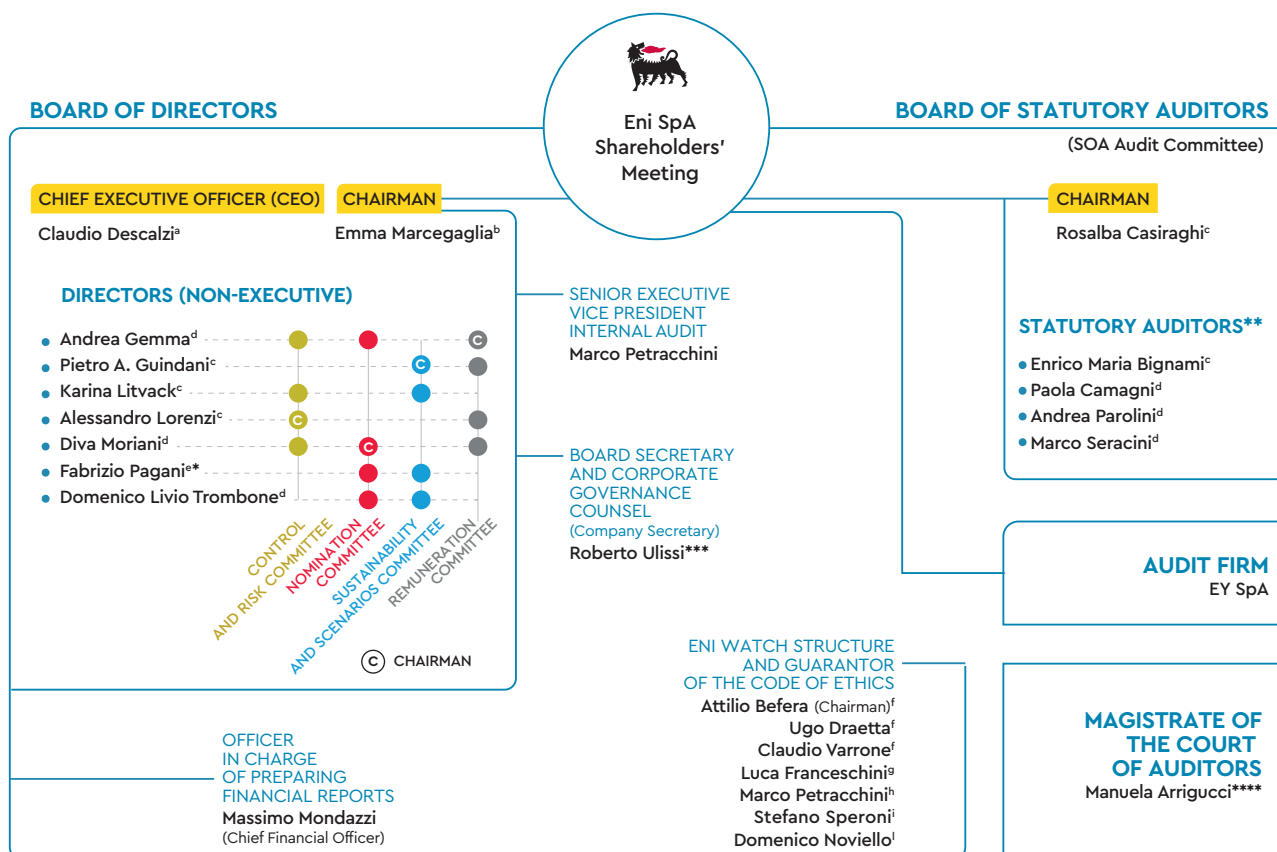 Eni SpA
Shareholders'
Meeting
BOARD OF DIRECTORS
CHIEF EXECUTIVE OFFICER (CEO)
Claudio Descalziᵃ
CHAIRMAN
Emma Marcegagliaᵇ
DIRECTORS (NON-EXECUTIVE)
• Andrea Gemmaᵈ C
• Pietro A. Guindaniᶜ C
• Karina Litvackᶜ
• Alessandro Lorenziᶜ C
• Diva Morianiᵈ C
• Fabrizio Paganiᵉ*
• Domenico Livio Tromboneᵈ
CONTROL
AND RISK COMMITTEE
NOMINATION
COMMITTEE
SUSTAINABILITY
AND SCENARIOS COMMITTEE
REMUNERATION
COMMITTEE
C CHAIRMAN
SENIOR EXECUTIVE
VICE PRESIDENT
INTERNAL AUDIT
Marco Petracchini
BOARD SECRETARY
AND CORPORATE
GOVERNANCE
COUNSEL
(Company Secretary)
Roberto Ulissi***
OFFICER
IN CHARGE
OF PREPARING
FINANCIAL REPORTS
Massimo Mondazzi
(Chief Financial Officer)
ENI WATCH STRUCTURE
AND GUARANTOR
OF THE CODE OF ETHICS
Attilio Befera (Chairman)ᶠ
Ugo Draettaᶠ
Claudio Varroneᶠ
Luca Franceschiniᵍ
Marco Petracchiniʰ
Stefano Speroniⁱ
Domenico Novielloˡ
BOARD OF STATUTORY AUDITORS
(SOA Audit Committee)
CHAIRMAN
Rosalba Casiraghiᶜ
STATUTORY AUDITORS**
• Enrico Maria Bignamiᶜ
• Paola Camagniᵈ
• Andrea Paroliniᵈ
• Marco Seraciniᵈ
AUDIT FIRM
EY SpA
MAGISTRATE OF
THE COURT
OF AUDITORS
Manuela Arrigucci****